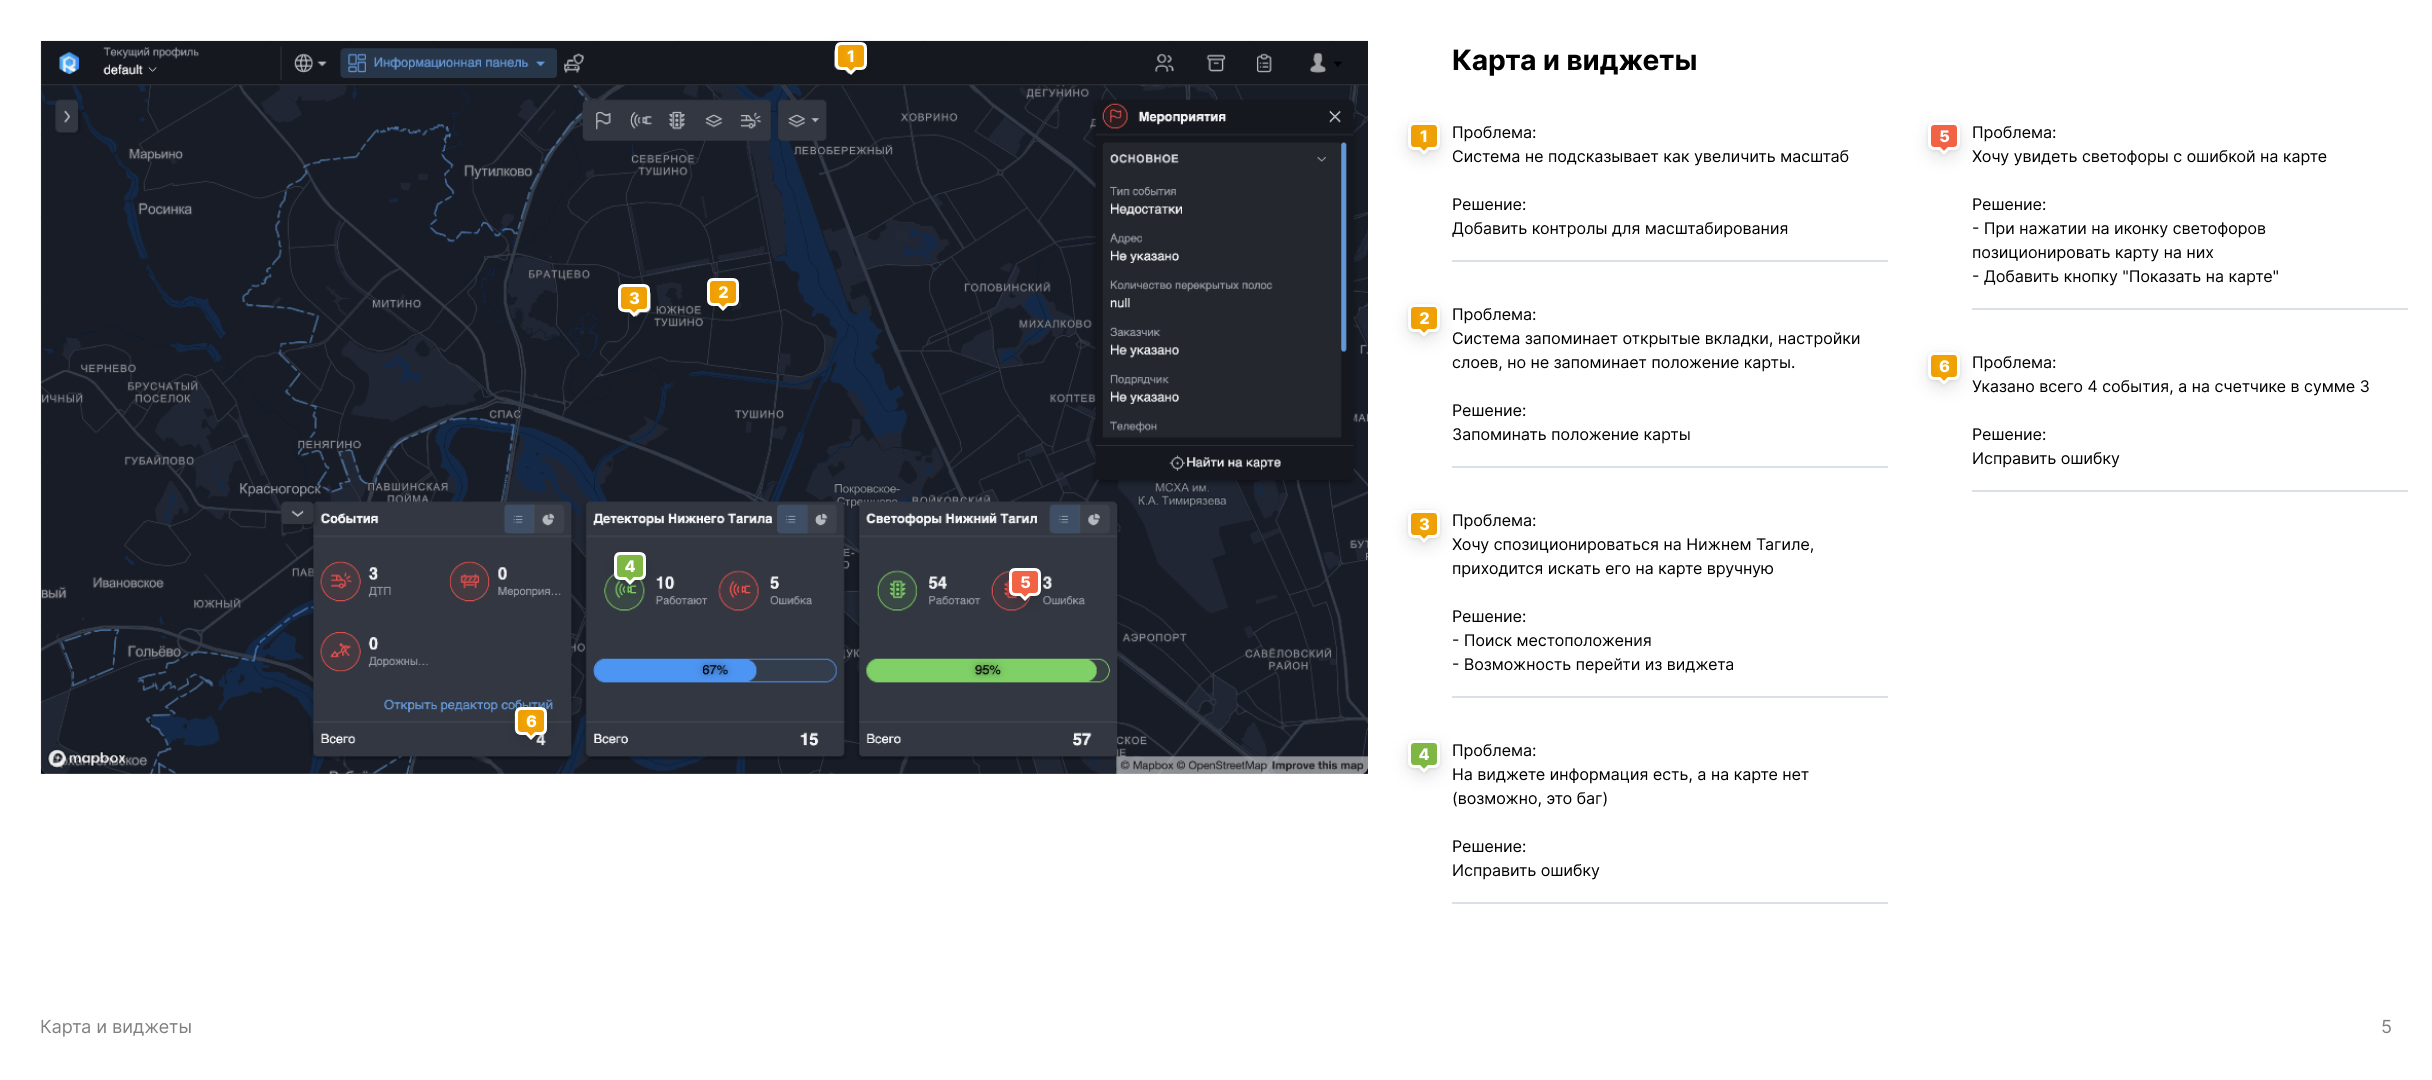 Текущий профиль
default
Информационная панель
1
Карта и виджеты
ДЕГУНИНО
ХОВРИНО
ЛЕВОБЕРЕЖНЫЙ
СЕВЕРНОЕ
ТУШИНО
Марьино
Путилково
Росинка
БРАТЦЕВО
МИТИНО
3
2
ЮЖНОЕ
ТУШИНО
ГОЛОВИНСКИЙ
МИХАЛКОВО
ЧЕРНЕВО
БРУСЧАТЫЙ
ПОСЕЛОК
ИЧНЫЙ
СПАС
ТУШИНО
КОПТЕВ
ПЕНЯГИНО
ГУБАЙЛОВО
Красногорск
ПАВШИНСКАЯ
ПОЙМА
Покровское-
ВОЙКОВСКИЙ
МСХА им.
К.А. Тимирязева
Ивановское
вый
ЮЖНЫЙ
ПАВ
Гольёво
АЭРОПОРТ
САВЁЛОВСКИЙ
РАЙОН
СКОЕ
Мероприятия
ОСНОВНОЕ
Тип события
Недостатки
Адрес
Не указано
Количество перекрытых полос
null
Заказчик
Не указано
Подрядчик
Не указано
Телефон
Найти на карте
События
3
ДТП
0
Мероприя...
0
Дорожны...
Открыть редактор событий
6
Всего
4
Детекторы Нижнего Тагила
4
10
Работают
5
Ошибка
67%
Всего
15
Светофоры Нижний Тагил
54
Работают
5
3
Ошибка
95%
Всего
57
mapbox
© Mapbox © OpenStreetMap Improve this map
1
Проблема:
Система не подсказывает как увеличить масштаб
Решение:
Добавить контролы для масштабирования
2
Проблема:
Система запоминает открытые вкладки, настройки
слоев, но не запоминает положение карты.
Решение:
Запоминать положение карты
3
Проблема:
Хочу спозиционироваться на Нижнем Тагиле,
приходится искать его на карте вручную
Решение:
- Поиск местоположения
- Возможность перейти из виджета
4
Проблема:
На виджете информация есть, а на карте нет
(возможно, это баг)
Решение:
Исправить ошибку
5
Проблема:
Хочу увидеть светофоры с ошибкой на карте
Решение:
- При нажатии на иконку светофоров
позиционировать карту на них
- Добавить кнопку "Показать на карте"
6
Проблема:
Указано всего 4 события, а на счетчике в сумме 3
Решение:
Исправить ошибку
Карта и виджеты
5